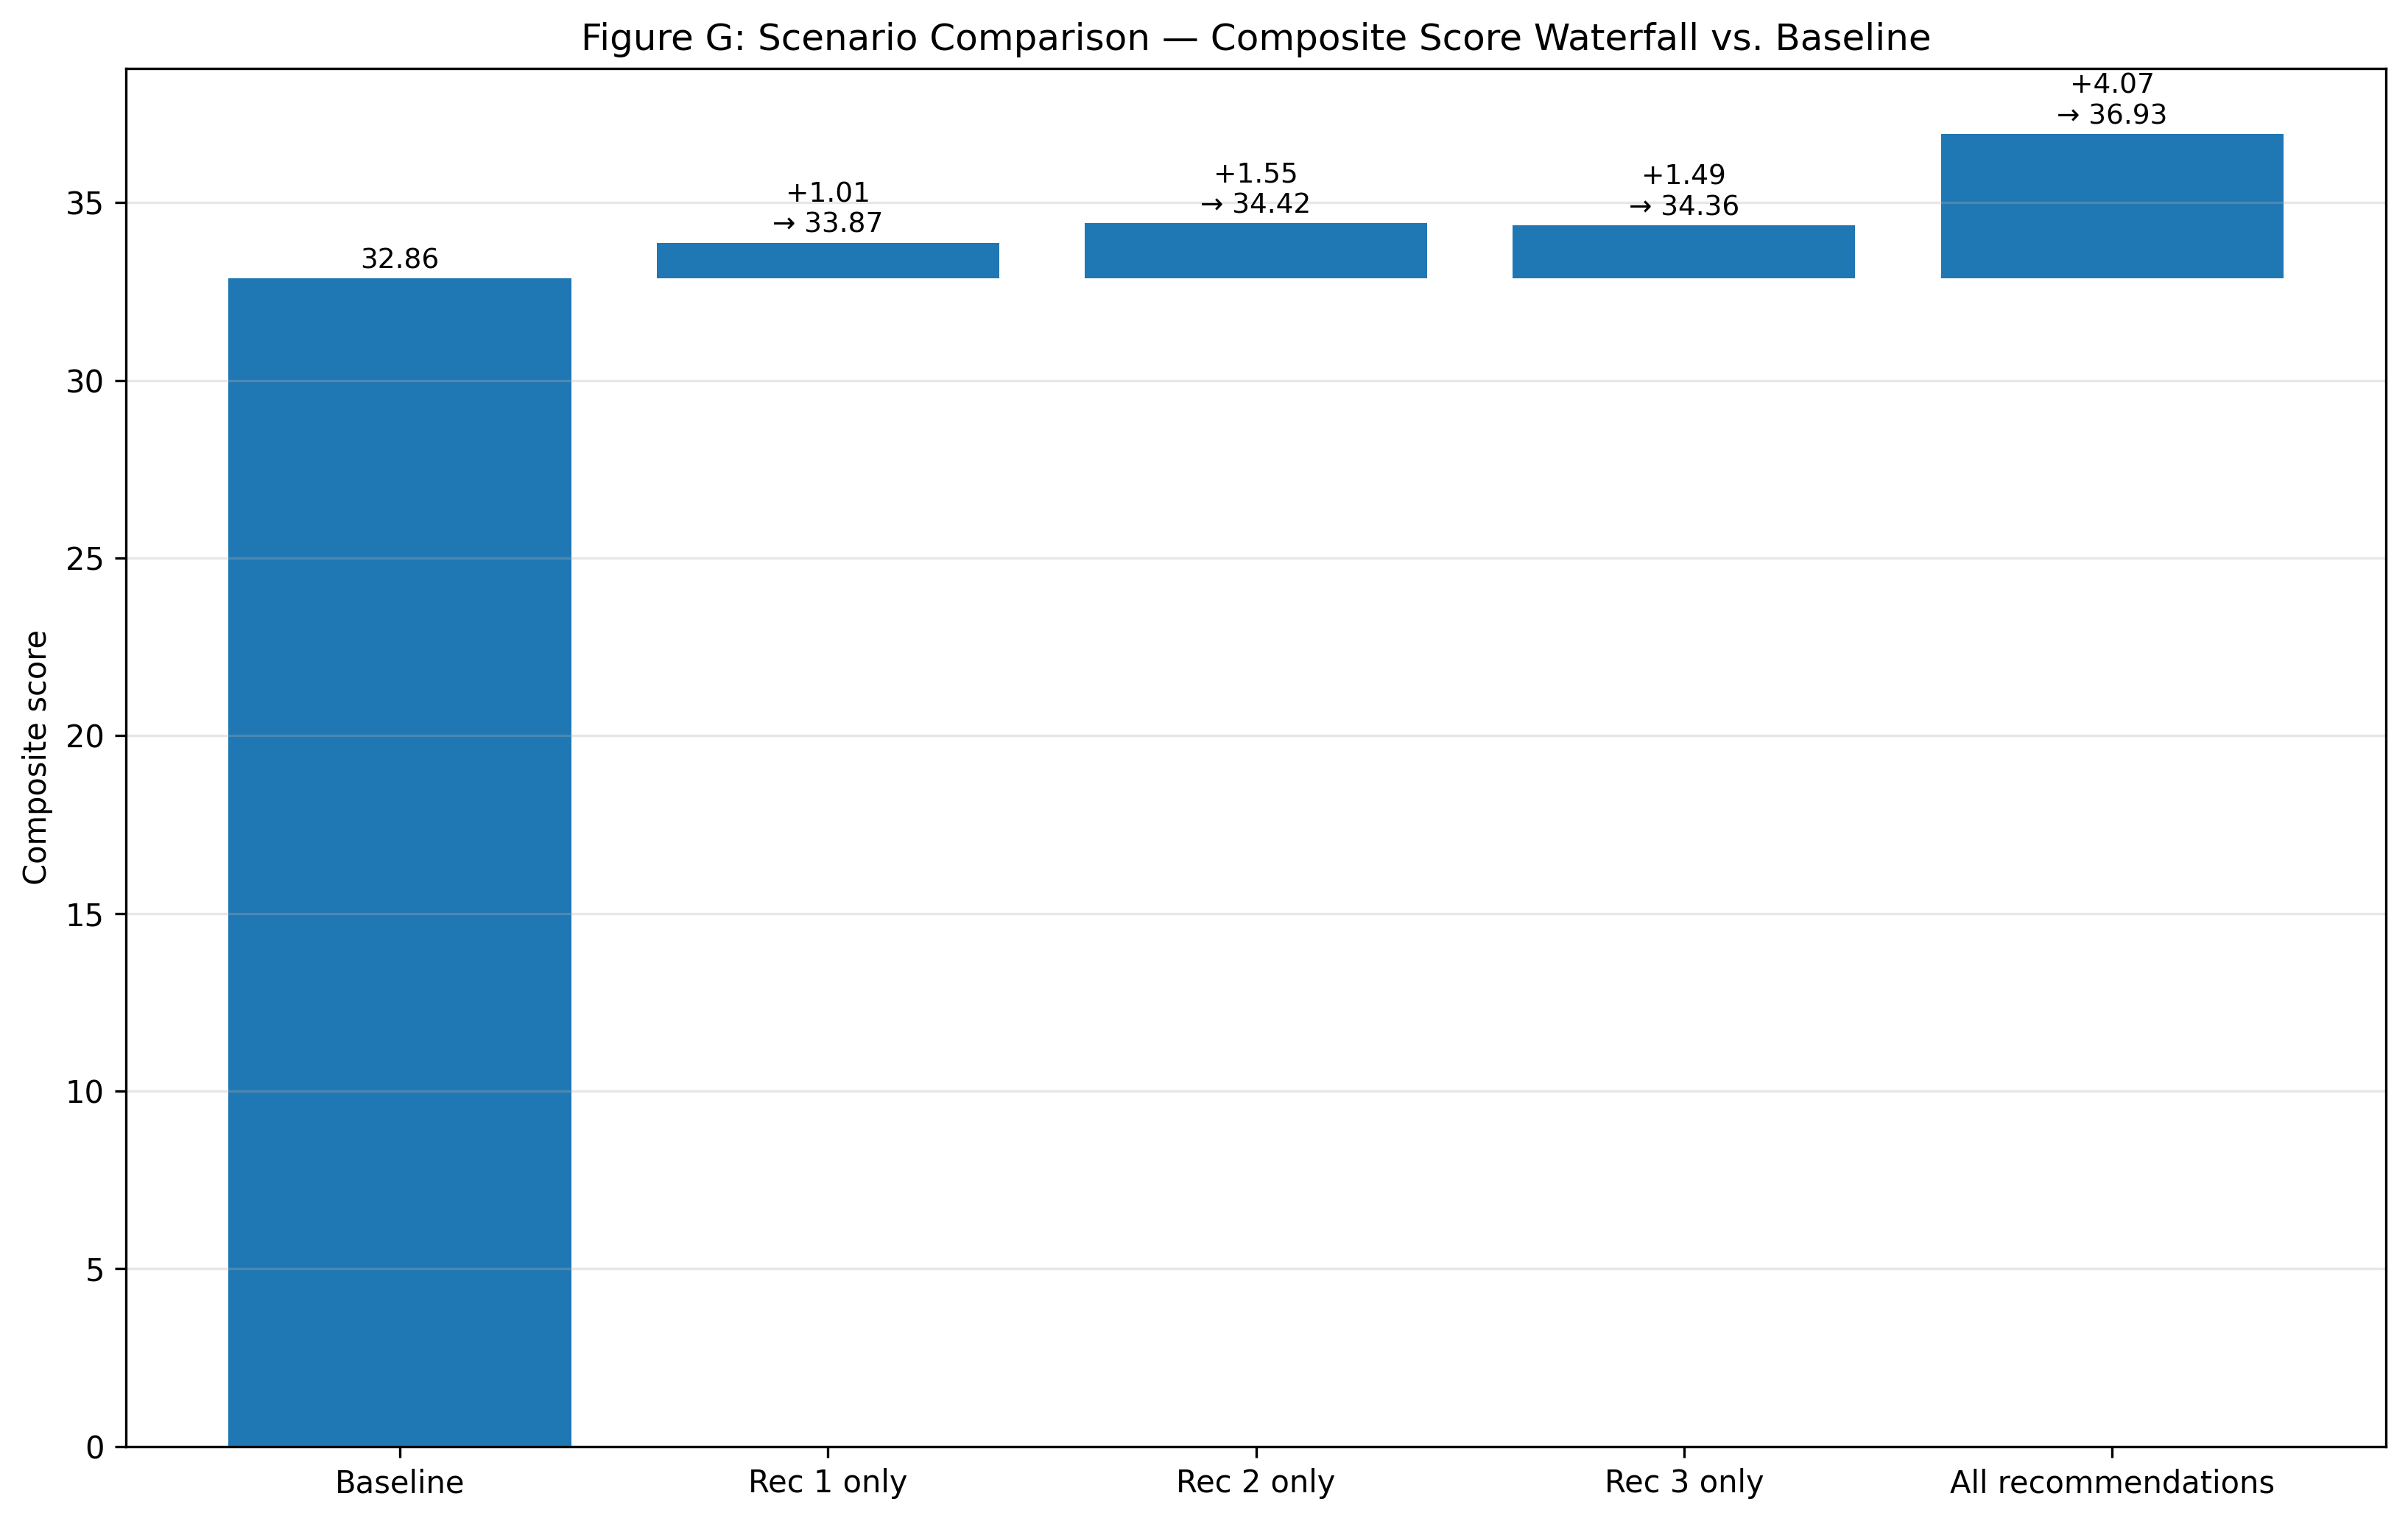 Figure G: Scenario Comparison — Composite Score Waterfall vs. Baseline
Composite score
35
30
25
20
15
10
5
0
32.86
+1.01
→ 33.87
+1.55
→ 34.42
+1.49
→ 34.36
+4.07
→ 36.93
Baseline
Rec 1 only
Rec 2 only
Rec 3 only
All recommendations